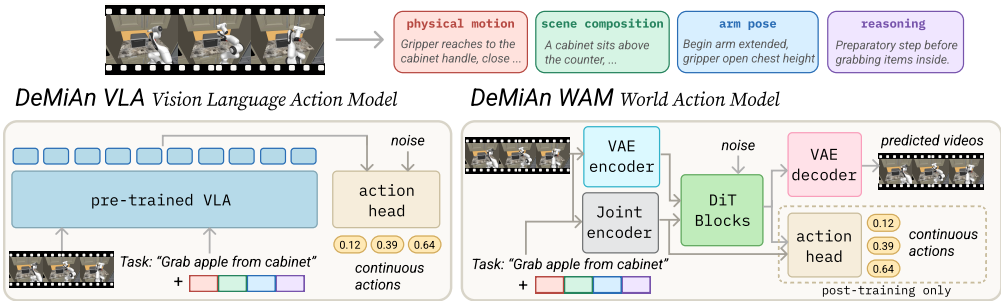 physical motion
Gripper reaches to the
cabinet handle, close ...
scene composition
A cabinet sits above
the counter, ...
arm pose
Begin arm extended,
gripper open chest height
reasoning
Preparatory step before
grabbing items inside.
DeMiAn VLA Vision Language Action Model
noise
pre-trained VLA
action
head
0.12 0.39 0.64
continuous
actions
Task: “Grab apple from cabinet”
+
DeMiAn WAM World Action Model
VAE
encoder
Joint
encoder
noise
DiT
Blocks
VAE
decoder
predicted videos
action
head
0.12
0.39
0.64
continuous
actions
post-training only
Task: “Grab apple from cabinet”
+